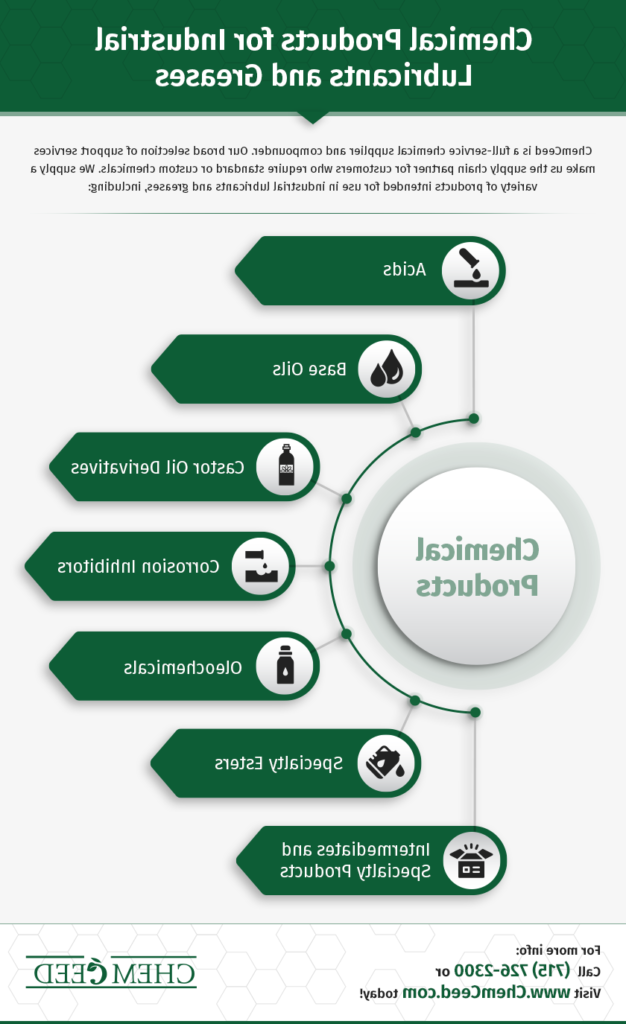 Chemical Products for Industrial
Lubricants and Greases
ChemCeed is a full-service chemical supplier and compounder. Our broad selection of support services
make us the supply chain partner for customers who require standard or custom chemicals. We supply a
variety of products intended for use in industrial lubricants and greases, including:
Acids
Base Oils
Castor Oil Derivatives
Corrosion Inhibitors
Oleochemicals
Specialty Esters
Intermediates and
Specialty Products
Chemical
Products
For more info:
Call (715) 726-2300 or
Visit www.ChemCeed.com today!
CHEMCEED